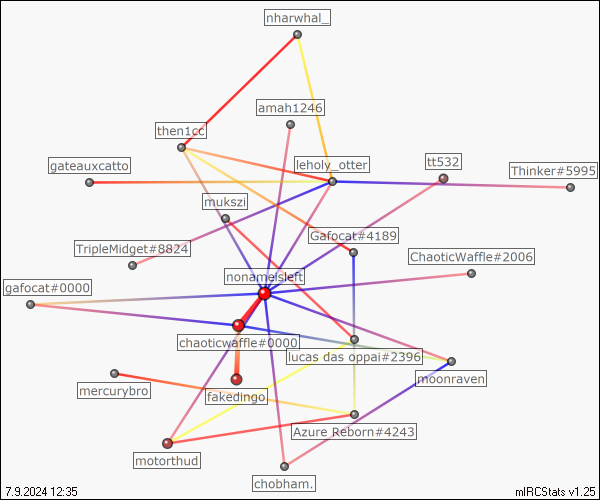 nharwhal_
amah1246
then1cc
leholy_otter
tt532
gateauxcatto
Thinker#5995
mukszi
Gafocat#4189
TripleMidget#8824
ChaoticWaffle#2006
nonameisleft
gafocat#0000
chaoticwaffle#0000
lucas das oppai#2396
moonraven
mercurybro
fakedingo
Azure Reborn#4243
motorthud
chobham.
7.9.2024 12:35
mIRCStats v1.25